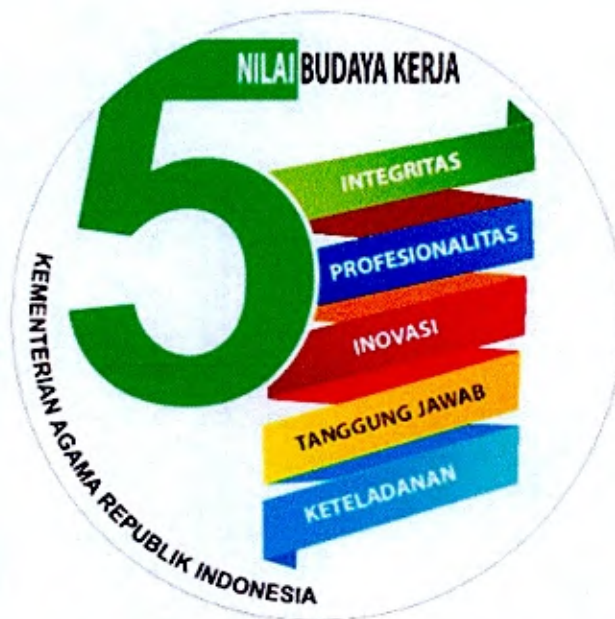 5 NILAI BUDAYA KERJA
INTEGRITAS
PROFESIONALITAS
INOVASI
TANGGUNG JAWAB
KETELADANAN
KEMENTERIAN AGAMA REPUBLIK INDONESIA